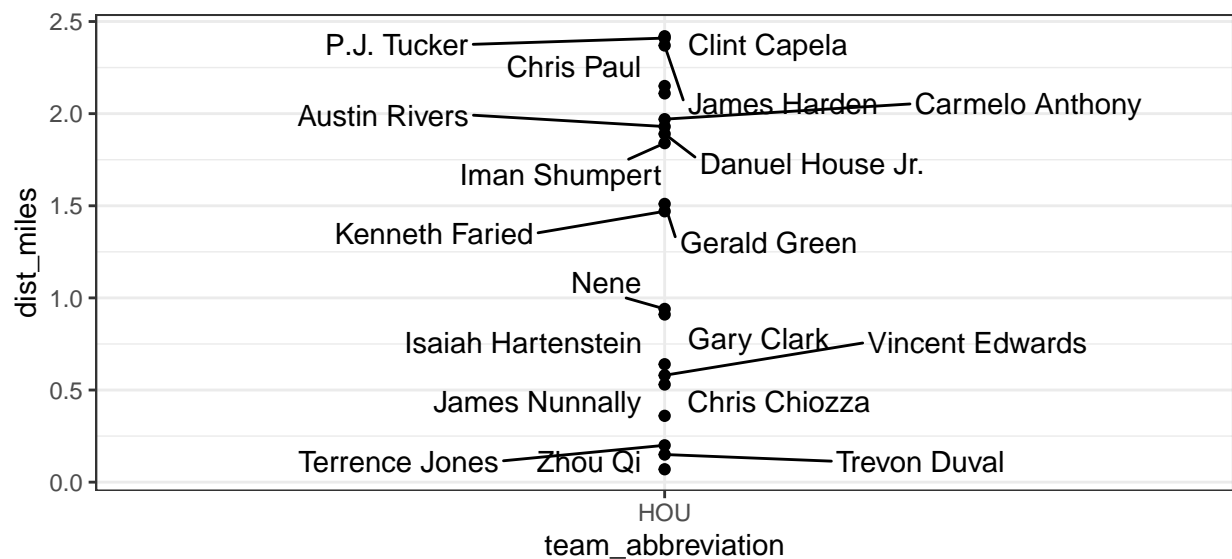 2.5
P.J. Tucker
Clint Capela
Chris Paul
James Harden
Carmelo Anthony
2.0
Austin Rivers
Danuel House Jr.
Iman Shumpert
1.5
Kenneth Faried
Gerald Green
Nene
1.0
Isaiah Hartenstein
Gary Clark
Vincent Edwards
0.5
James Nunnally
Chris Chiozza
Terrence Jones
Zhou Qi
Trevon Duval
0.0
dist_miles
HOU
team_abbreviation